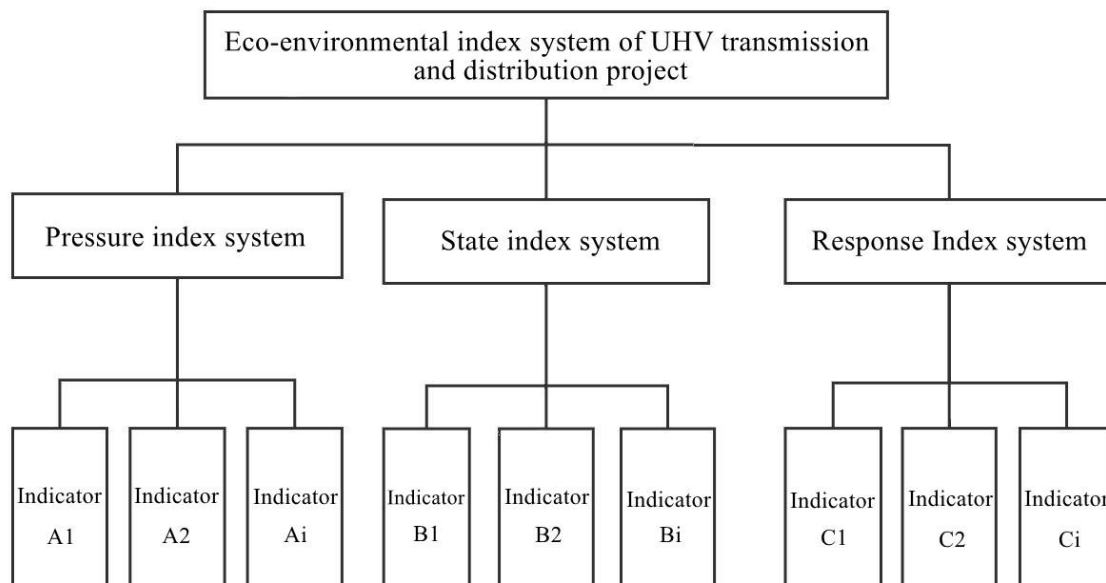 Eco-environmental index system of UHV transmission
and distribution project
Pressure index system
State index system
Response Index system
Indicator
A1
Indicator
A2
Indicator
Ai
Indicator
B1
Indicator
B2
Indicator
Bi
Indicator
C1
Indicator
C2
Indicator
Ci